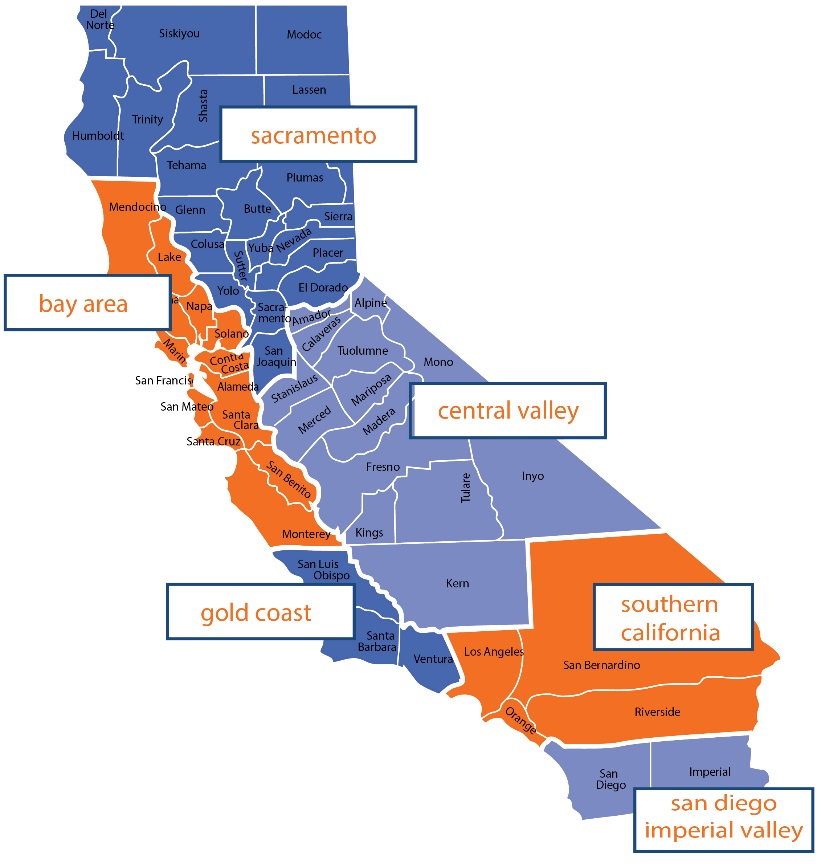 Del
Norte
Siskiyou
Modoc
Shasta
Lassen
Trinity
Humboldt
sacramento
Tehama
Plumas
Mendocino
Glenn
Butte
Sierra
Colusa
Yuba
Nevada
Placer
Lake
Sutter
El Dorado
Yolo
bay area
Napa
Sacra-
mento
Alpine
Amador
Solano
Calaveras
Marin
Contra
Costa
San
Joaquin
Tuolumne
Mono
San Francis
Alameda
Stanislaus
Mariposa
San Mateo
Santa
Clara
Merced
Madera
central valley
Santa Cruz
San Benito
Fresno
Tulare
Inyo
Monterey
Kings
San Luis
Obispo
Kern
gold coast
southern
california
Santa
Barbara
Ventura
Los Angeles
San Bernardino
Orange
Riverside
San
Diego
Imperial
san diego
imperial valley